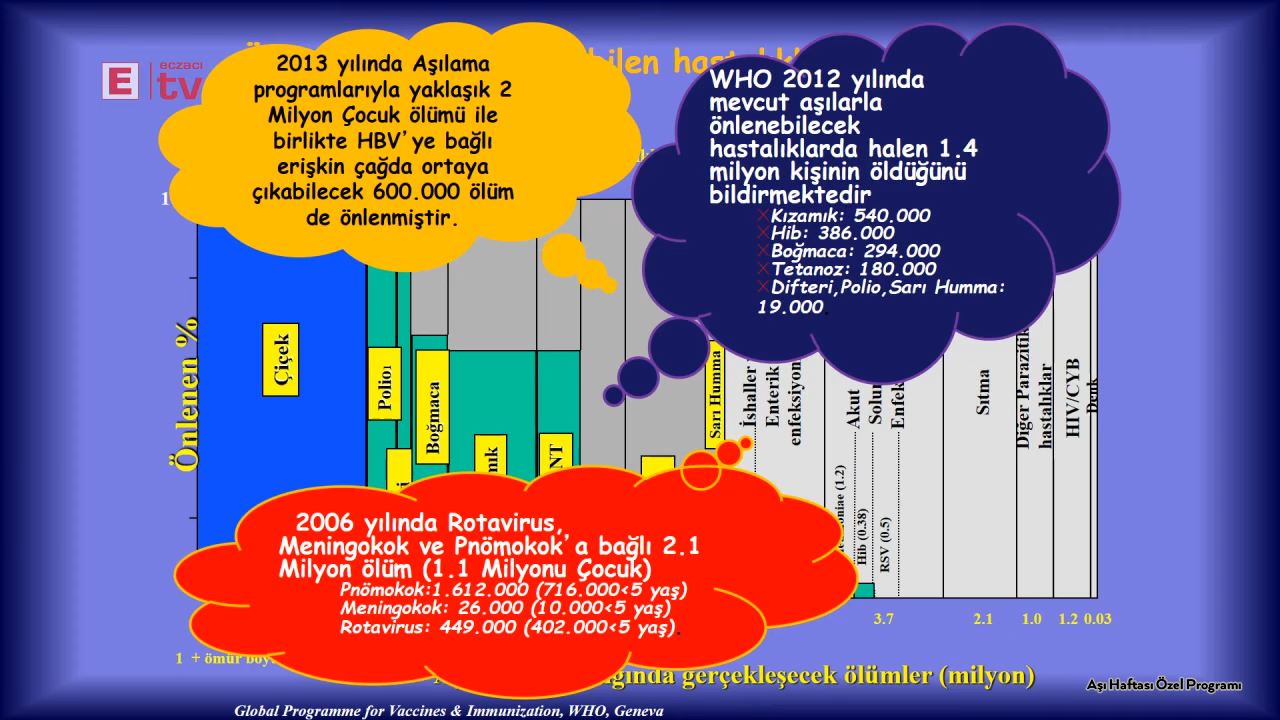 bilen
E eczacı
tv
2013 yılında Aşılama
programlarıyla yaklaşık 2
Milyon Çocuk ölümü ile
birlikte HBV'ye bağlı
erişkin çağda ortaya
çıkabilecek 600.000 ölüm
de önlenmiştir.
WHO 2012 yılında
mevcut aşılarla
önlenebilecek
hastalıklarda halen 1.4
milyon kişinin öldüğünü
bildirmektedir
Kızamık: 540.000
Hib: 386.000
Boğmaca: 294.000
Tetanoz: 180.000
Difteri,Polio,Sarı Humma:
19.000.
Önlenen %
Çiçek
Polio1
Boğmaca
Sarı Humma
İshaller
Enterik
enfeksiyon
Akut
Sıtma
Diğer Parazitik
hastalıklar
HIV/CYB
Hib (0.38)
RSV (0.5)
2006 yılında Rotavirus,
Meningokok ve Pnömokok'a bağlı 2.1
Milyon ölüm (1.1 Milyonu Çocuk)
Pnömokok:1.612.000 (716.000<5 yaş)
Meningokok: 26.000 (10.000<5 yaş)
Rotavirus: 449.000 (402.000<5 yaş).
3.7 2.1 1.0 1.2 0.03
1 + ömür
gerçekleşecek ölümler (milyon)
Aşı Haftası Özel Programı
Global Programme for Vaccines & Immunization, WHO, Geneva